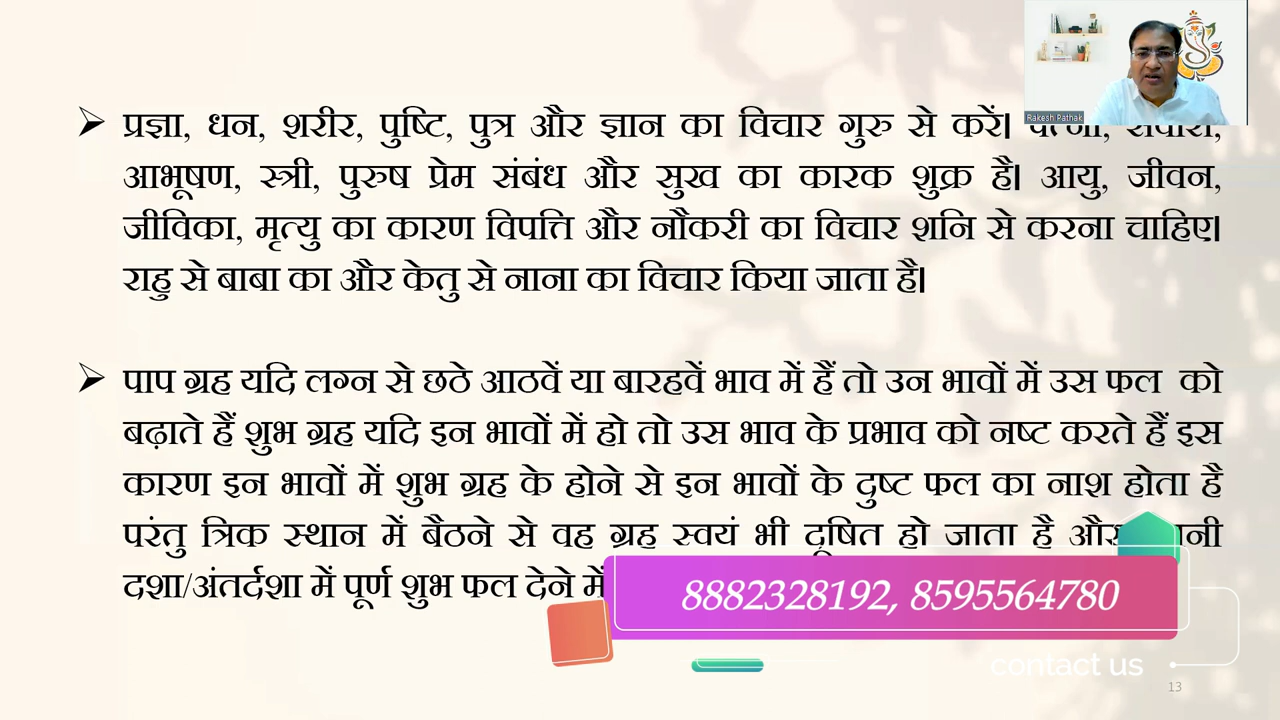 Rakesh Pathak
प्रज्ञा, धन, शरीर, पुष्टि, पुत्र और ज्ञान का विचार गुरु से करें।
आभूषण, स्त्री, पुरुष प्रेम संबंध और सुख का कारक शुक्र है। आयु, जीवन,
जीविका, मृत्यु का कारण विपत्ति और नौकरी का विचार शनि से करना चाहिए।
राहु से बाबा का और केतु से नाना का विचार किया जाता है।
पाप ग्रह यदि लग्न से छठे आठवें या बारहवें भाव में हैं तो उन भावों में उस फल को
बढ़ाते हैं शुभ ग्रह यदि इन भावों में हो तो उस भाव के प्रभाव को नष्ट करते हैं इस
कारण इन भावों में शुभ ग्रह के होने से इन भावों के दुष्ट फल का नाश होता है
परंतु त्रिक स्थान में बैठने से वह ग्रह स्वयं भी दूषित हो जाता है
दशा/अंतर्दशा में पूर्ण शुभ फल देने में
8882328192, 8595564780
contact us
13